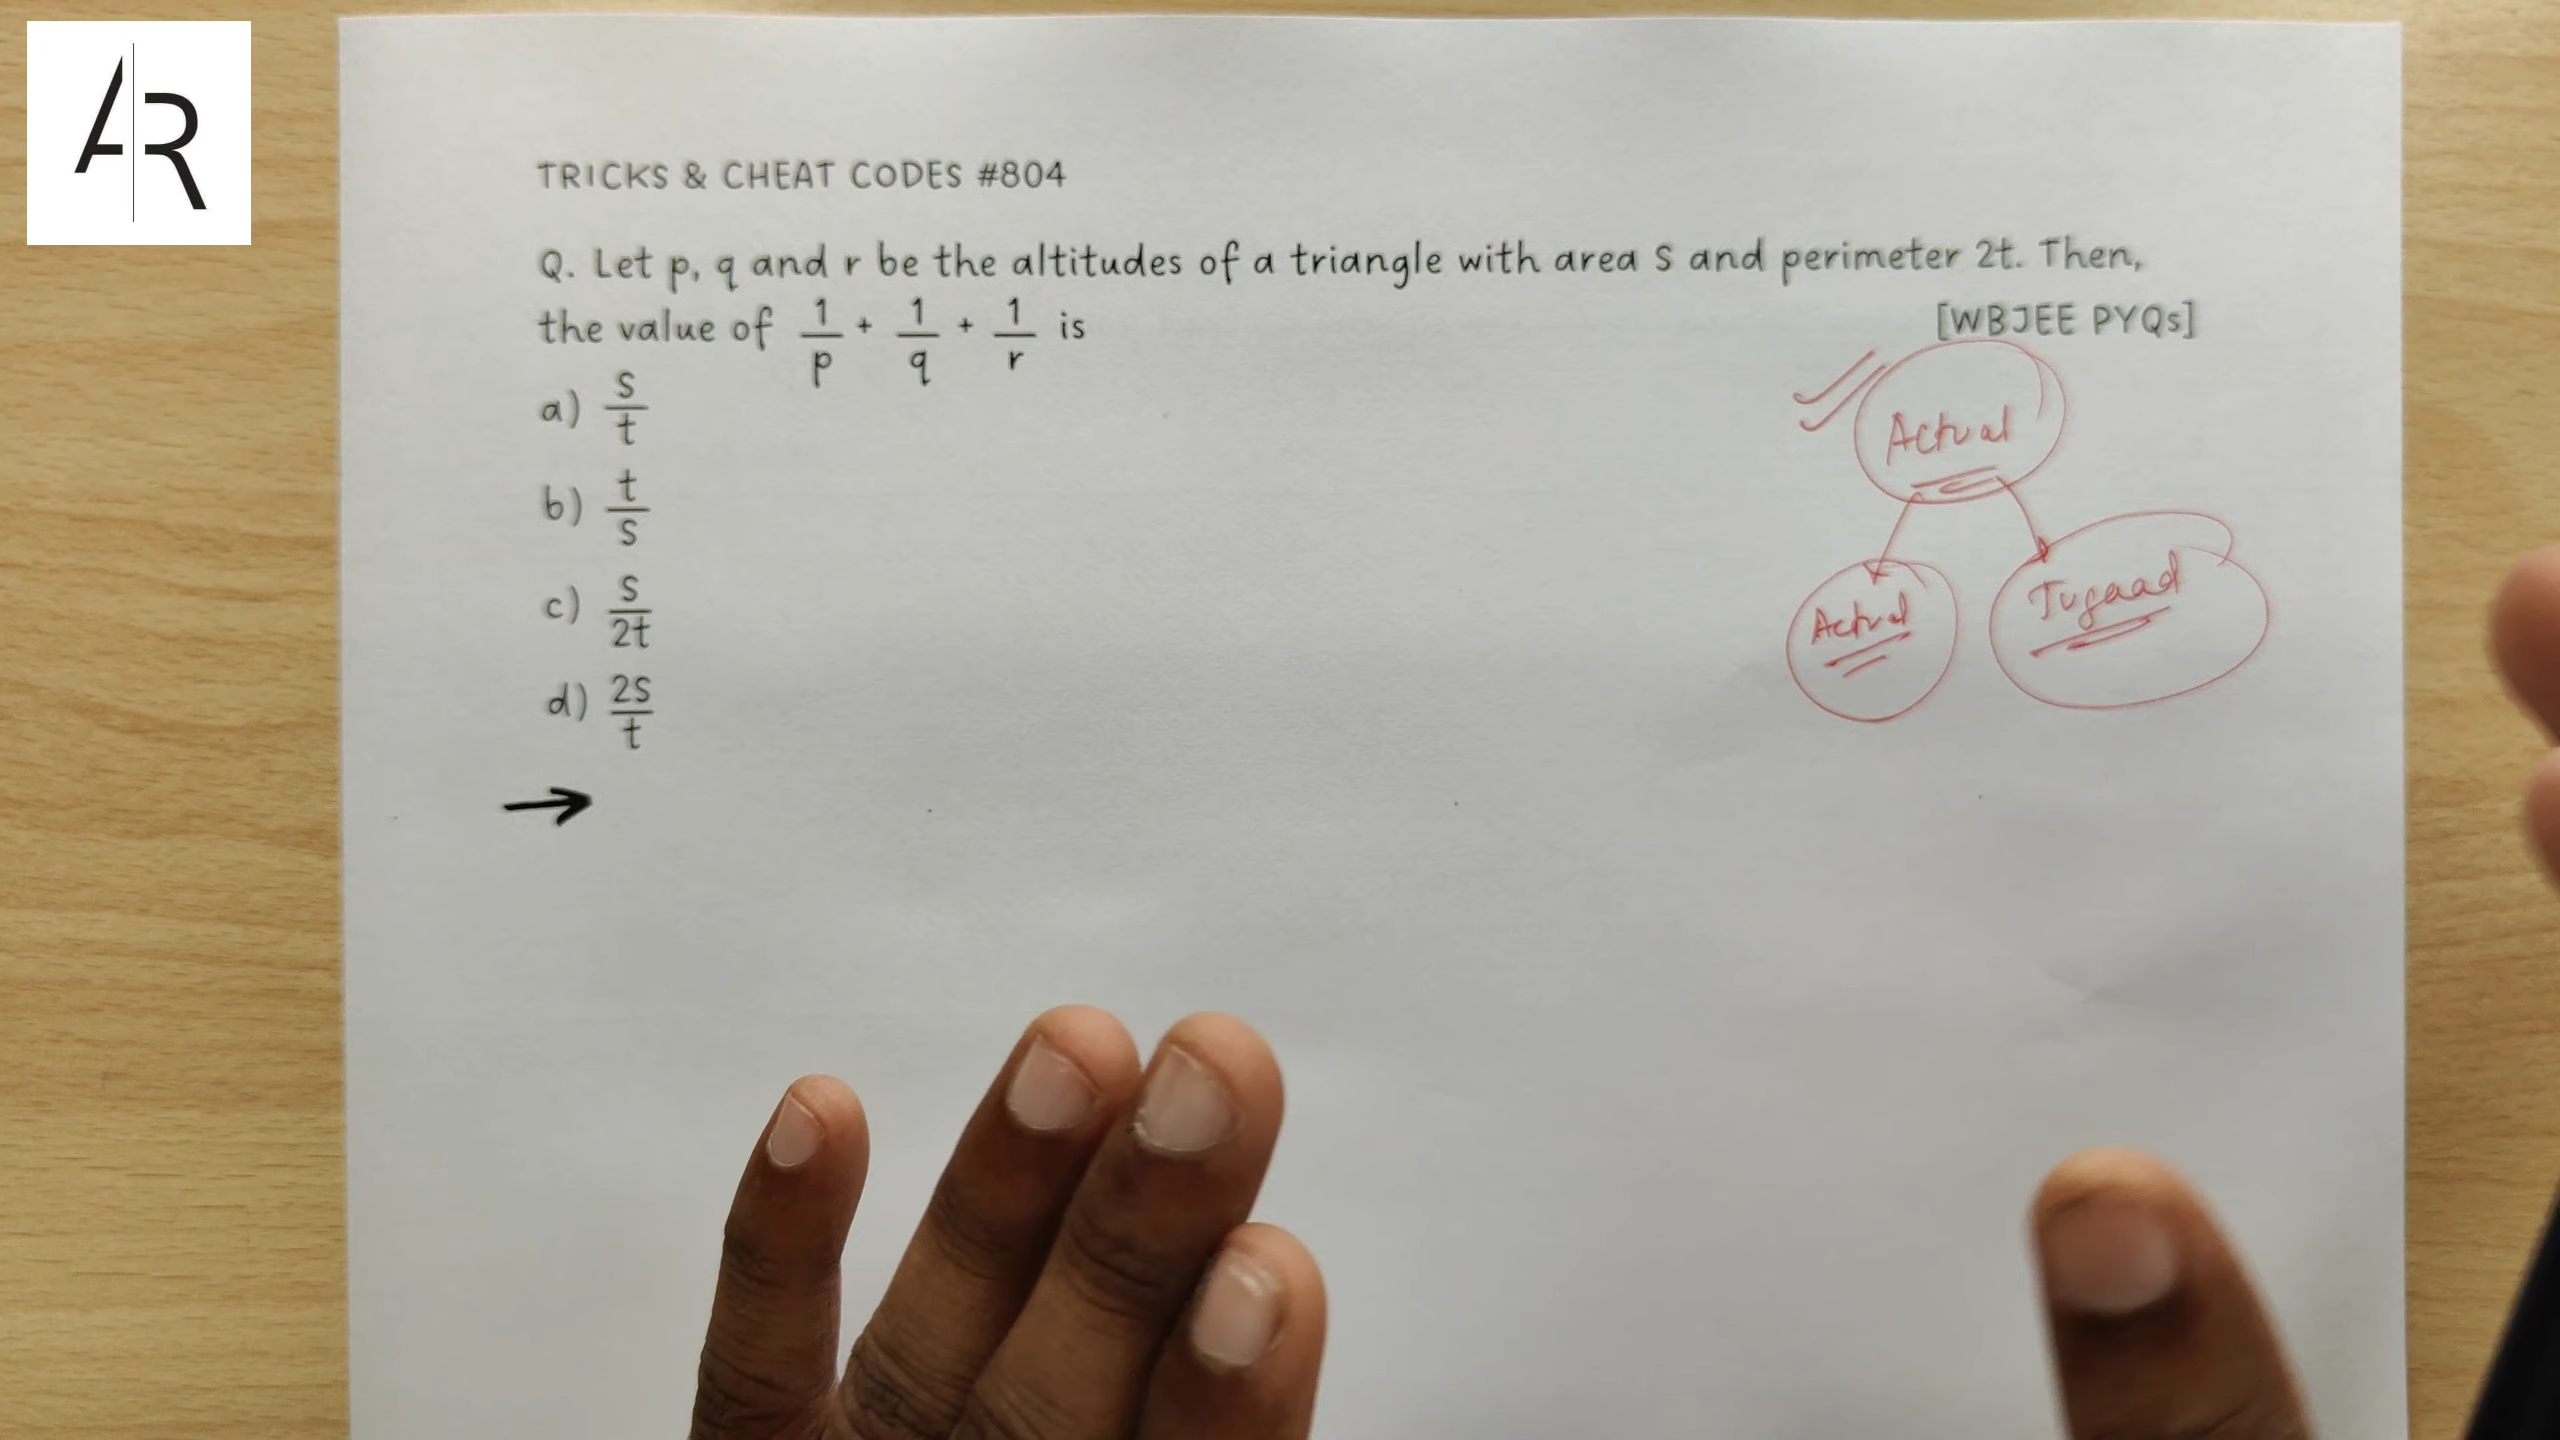 AR
TRICKS & CHEAT CODES #804
Q. Let p, q and r be the altitudes of a triangle with area S and perimeter 2t. Then,
the value of 1/p + 1/q + 1/r is
[WBJEE PYQs]
a) S/t
b) t/S
c) S/2t
d) 2S/t
Actual
Actual
Jugaad